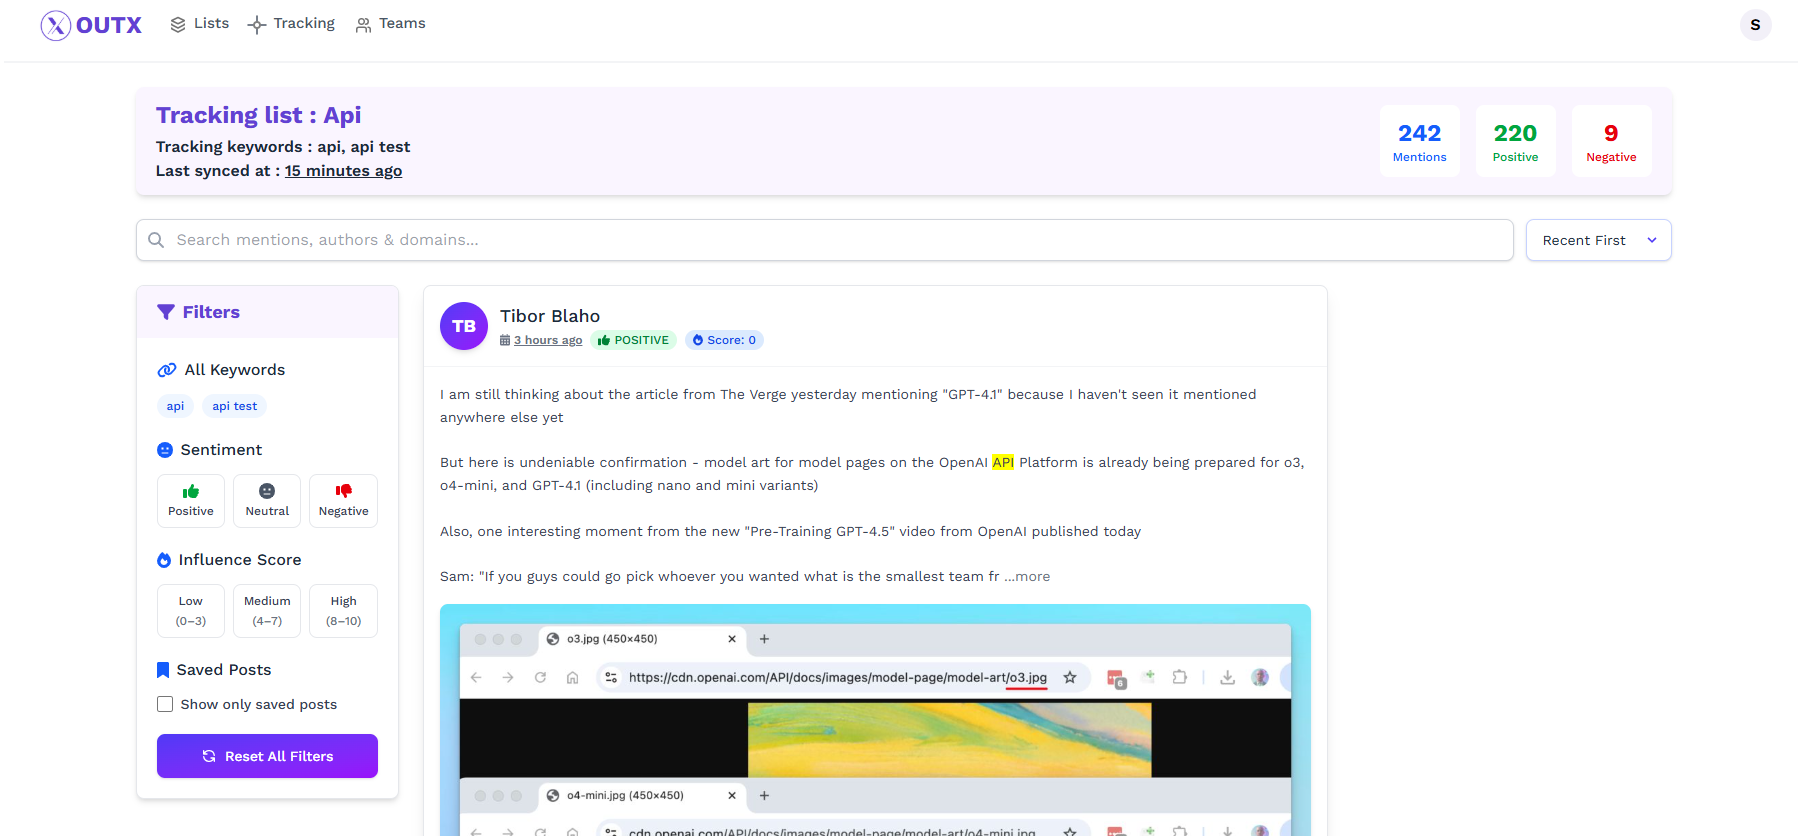 OUTX
Lists
Tracking
Teams
S
Tracking list : Api
Tracking keywords : api, api test
Last synced at : 15 minutes ago
242
Mentions
220
Positive
9
Negative
Search mentions, authors & domains...
Recent First
Filters
All Keywords
api
api test
Sentiment
Positive
Neutral
Negative
Influence Score
Low
(0–3)
Medium
(4–7)
High
(8–10)
Saved Posts
Show only saved posts
Reset All Filters
TB
Tibor Blaho
3 hours ago
POSITIVE
Score: 0
I am still thinking about the article from The Verge yesterday mentioning "GPT-4.1" because I haven't seen it mentioned
anywhere else yet
But here is undeniable confirmation - model art for model pages on the OpenAI API Platform is already being prepared for o3,
o4-mini, and GPT-4.1 (including nano and mini variants)
Also, one interesting moment from the new "Pre-Training GPT-4.5" video from OpenAI published today
Sam: "If you guys could go pick whoever you wanted what is the smallest team fr ...more
o3.jpg (450×450)
https://cdn.openai.com/API/docs/images/model-page/model-art/o3.jpg
6
o4-mini.jpg (450×450)
cdn.openai.com/API/docs/images/model-page/model-art/o4-mini.jpg